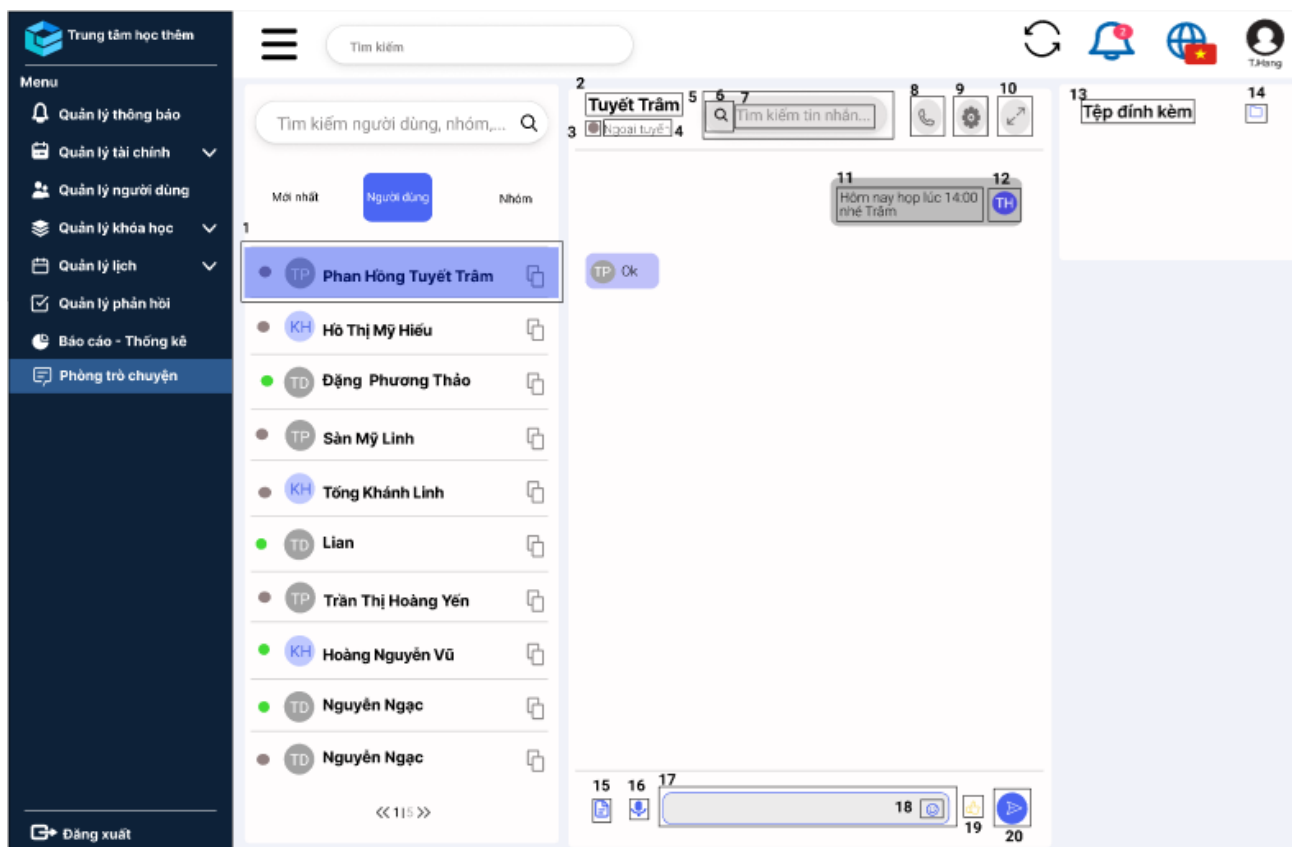 Trung tâm học thêm
Tìm kiếm
2
T.Hang
Menu
Quản lý thông báo
Quản lý tài chính
Quản lý người dùng
Quản lý khóa học
Quản lý lịch
Quản lý phản hồi
Báo cáo - Thống kê
Phòng trò chuyện
Đăng xuất
Tìm kiếm người dùng, nhóm,...
Mới nhất
Người dùng
Nhóm
1
TP Phan Hồng Tuyết Trâm
KH Hồ Thị Mỹ Hiếu
TD Đặng Phương Thảo
TP Sàn Mỹ Linh
KH Tống Khánh Linh
TD Lian
TP Trần Thị Hoàng Yến
KH Hoàng Nguyễn Vũ
TD Nguyễn Ngạc
TD Nguyễn Ngạc
<< 1|5 >>
2
Tuyết Trâm
3
Ngoại tuyến
4
5
6
7
Tìm kiếm tin nhắn...
8
9
10
11
12
Hôm nay họp lúc 14:00
nhé Trâm
TH
TP Ok
13
Tệp đính kèm
14
15
16
17
18
19
20